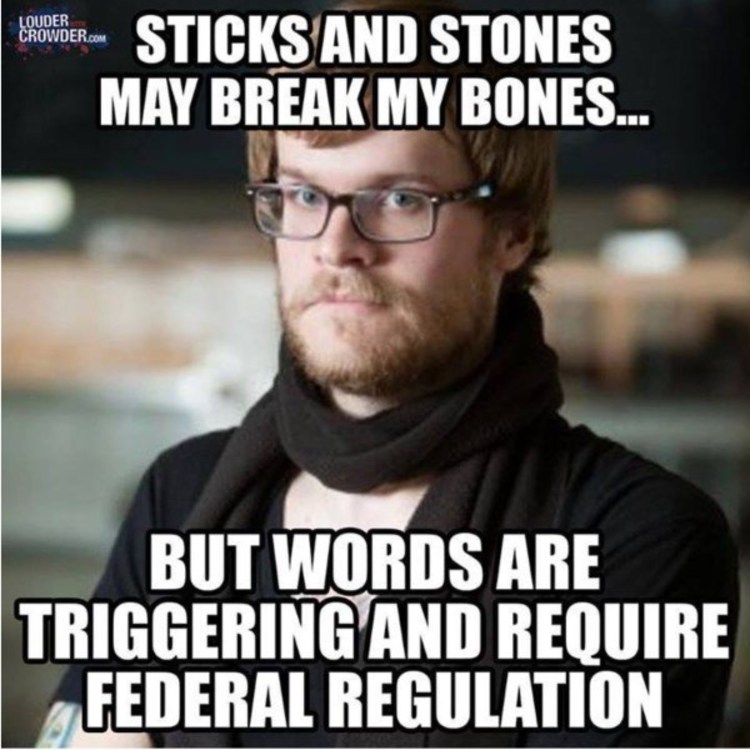 LOUDER
CROWDER.COM
STICKS AND STONES
MAY BREAK MY BONES...
BUT WORDS ARE
TRIGGERING AND REQUIRE
FEDERAL REGULATION